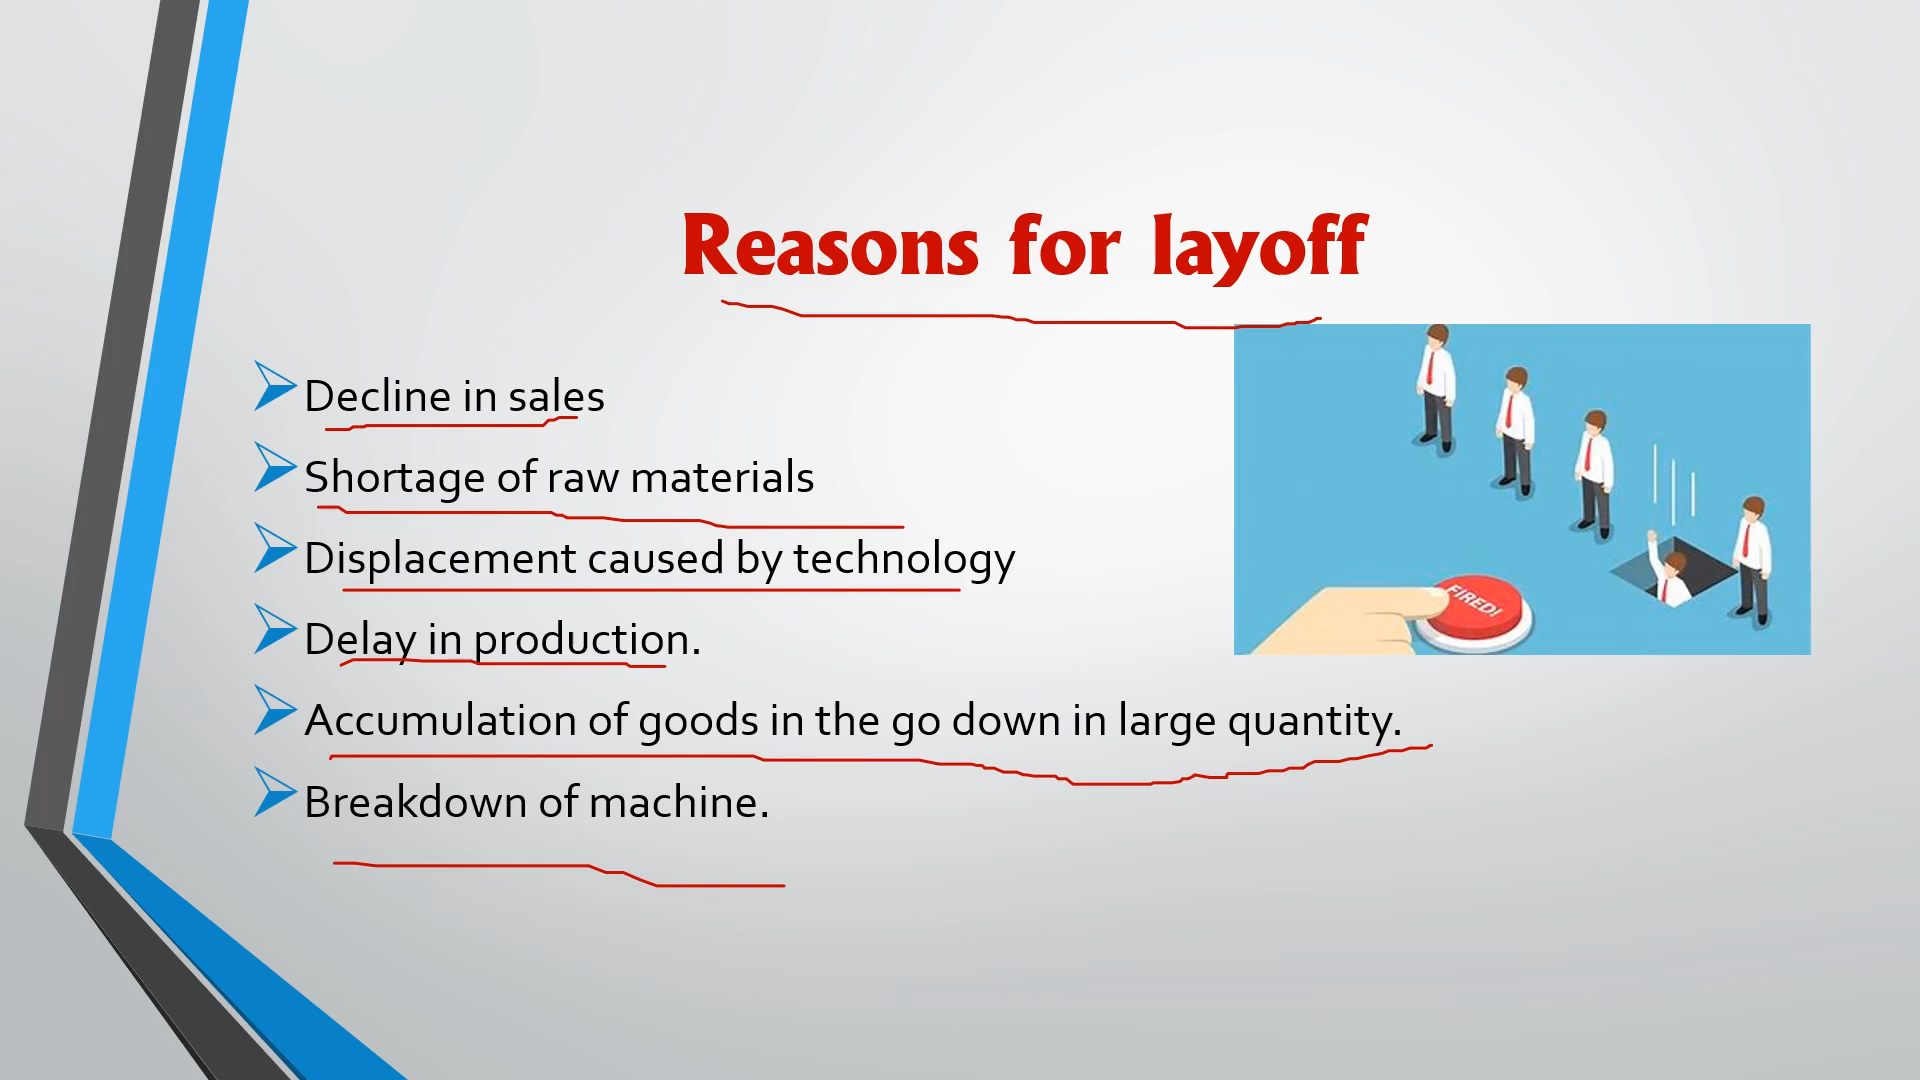 Reasons for layoff
Decline in sales
Shortage of raw materials
Displacement caused by technology
Delay in production.
Accumulation of goods in the go down in large quantity.
Breakdown of machine.
FIRED!